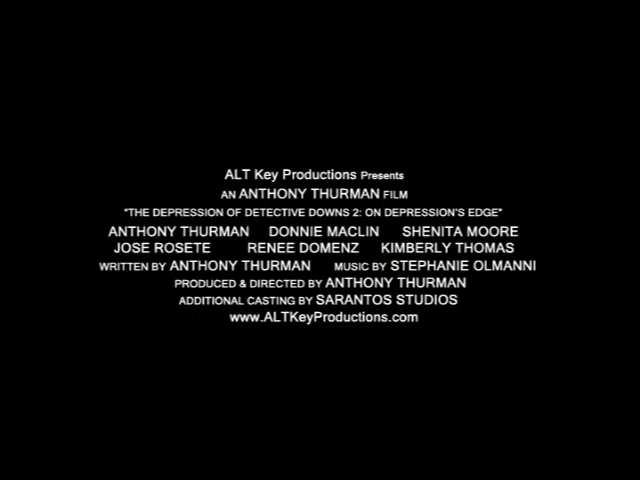 ALT Key Productions Presents
AN ANTHONY THURMAN FILM
"THE DEPRESSION OF DETECTIVE DOWNS 2: ON DEPRESSION'S EDGE"
ANTHONY THURMAN DONNIE MACLIN SHENITA MOORE
JOSE ROSETE RENEE DOMENZ KIMBERLY THOMAS
WRITTEN BY ANTHONY THURMAN MUSIC BY STEPHANIE OLMANNI
PRODUCED & DIRECTED BY ANTHONY THURMAN
ADDITIONAL CASTING BY SARANTOS STUDIOS
www.ALTKeyProductions.com